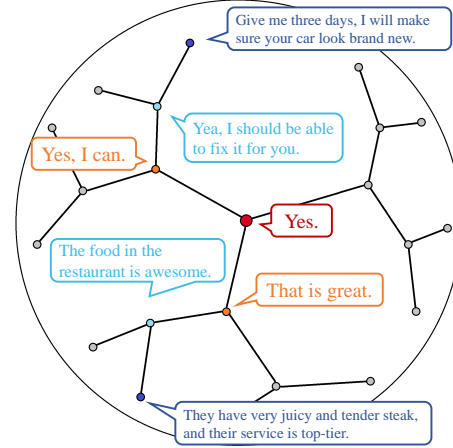 Give me three days, I will make
sure your car look brand new.
Yea, I should be able
to fix it for you.
Yes, I can.
Yes.
The food in the
restaurant is awesome.
That is great.
They have very juicy and tender steak,
and their service is top-tier.